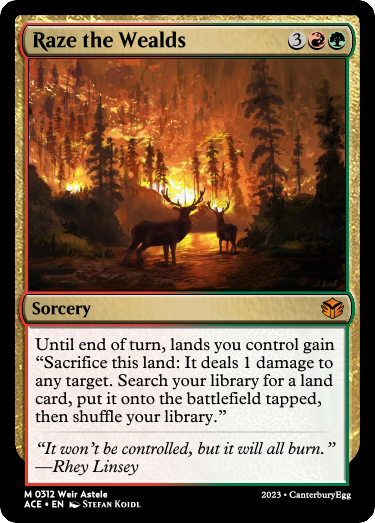 Raze the Wealds 3
Sorcery
Until end of turn, lands you control gain
“Sacrifice this land: It deals 1 damage to
any target. Search your library for a land
card, put it onto the battlefield tapped,
then shuffle your library.”
“It won't be controlled, but it will all burn.”
—Rhey Linsey
M 0312 Weir Astele
ACE • EN Stefan Koidl
2023 • CanterburyEgg